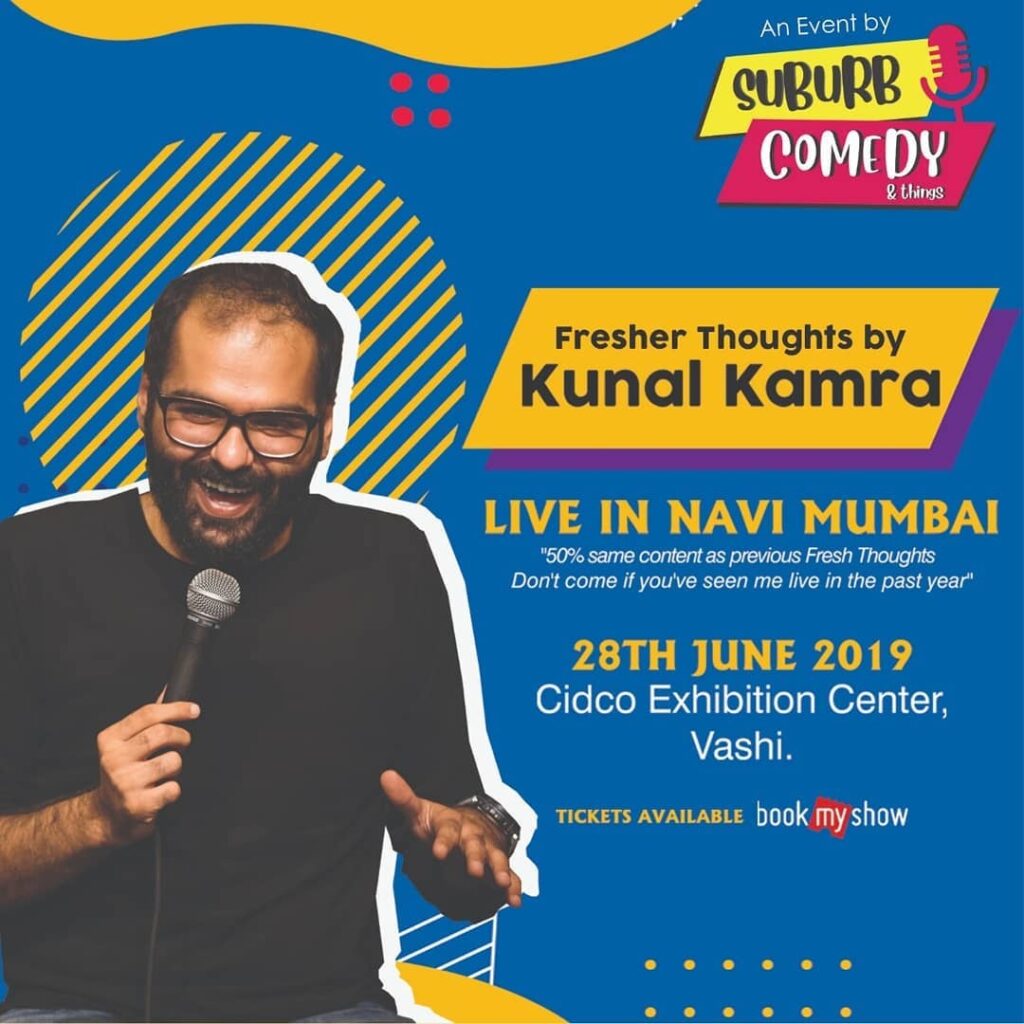 An Event by
SUBURB
COMEDY
& things
Fresher Thoughts by
Kunal Kamra
LIVE IN NAVI MUMBAI
"50% same content as previous Fresh Thoughts
Don't come if you've seen me live in the past year"
28TH JUNE 2019
Cidco Exhibition Center,
Vashi.
TICKETS AVAILABLE book my show